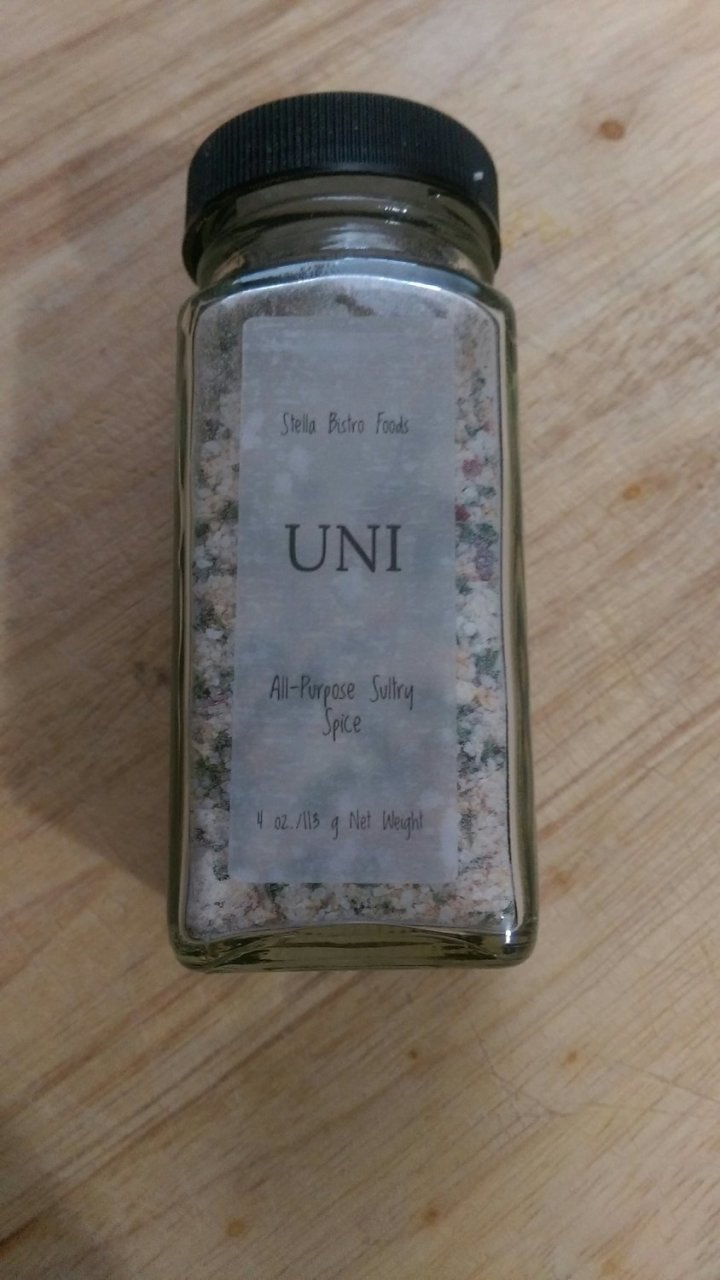 Stella Bistro Foods
UNI
All-Purpose Sultry
Spice
4 oz./113 g Net Weight